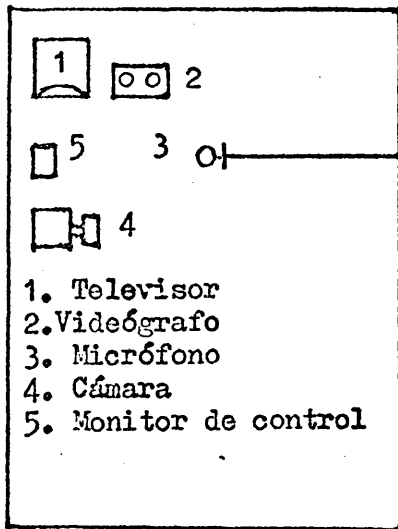 1
2
5 3
4
1. Televisor
2.Videógrafo
3. Micrófono
4. Cámara
5. Monitor de control